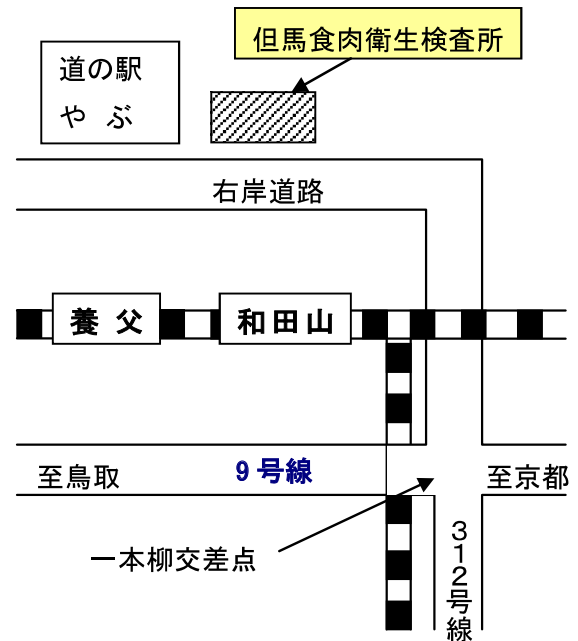 但馬食肉衛生検査所
道の駅
やぶ
右岸道路
養父
和田山
9号線
至鳥取
至京都
一本柳交差点
312号線